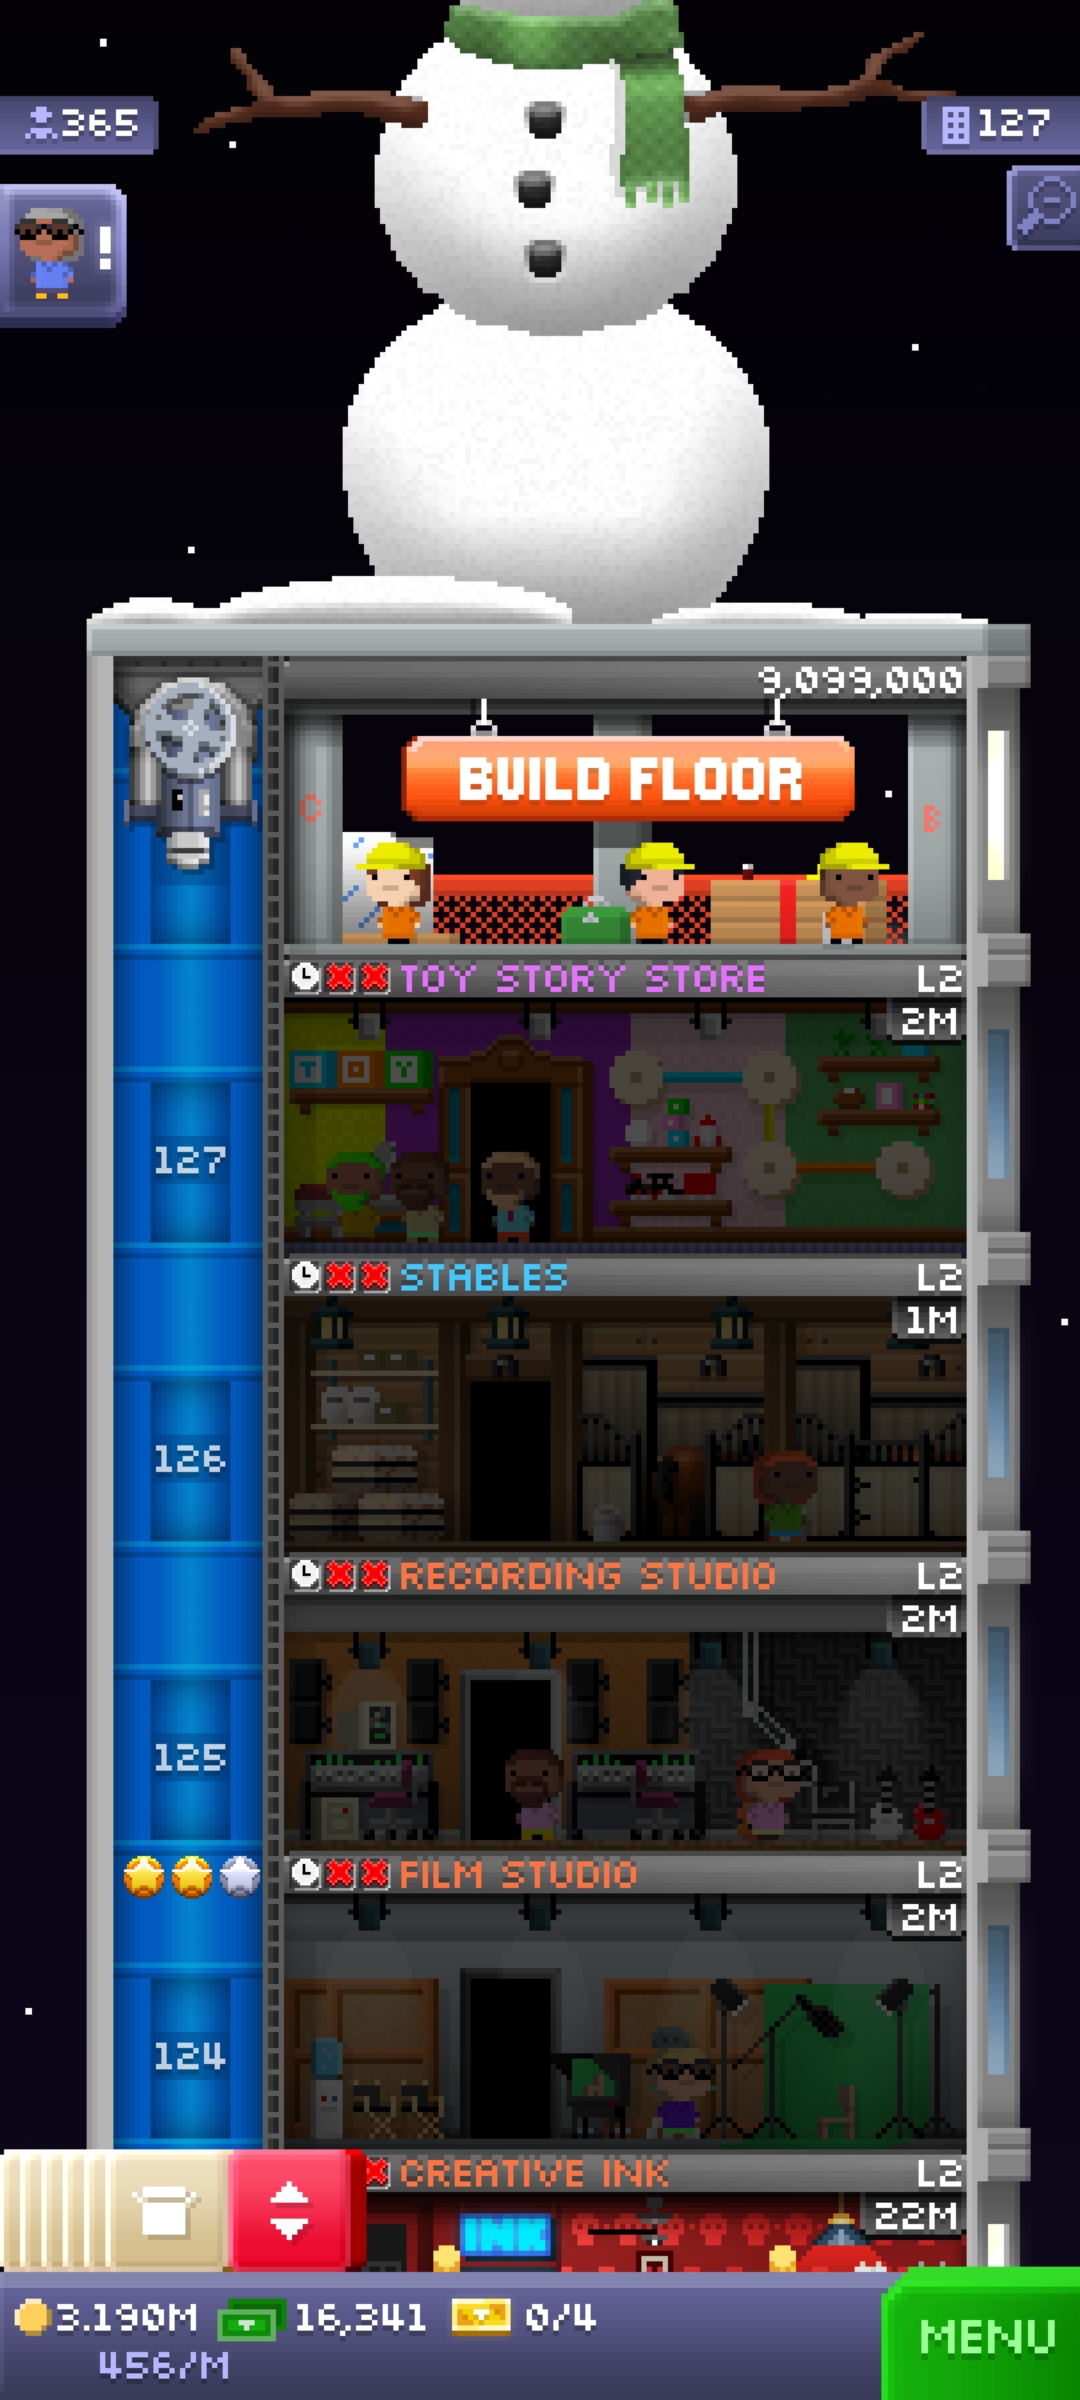 365
127
!
9,099,000
BUILD FLOOR
C
B
TOY STORY STORE
L2
2M
T O Y
127
STABLES
L2
1M
126
RECORDING STUDIO
L2
2M
125
FILM STUDIO
L2
2M
124
CREATIVE INK
L2
22M
INK
3.190M
16,341
0/4
456/M
MENU